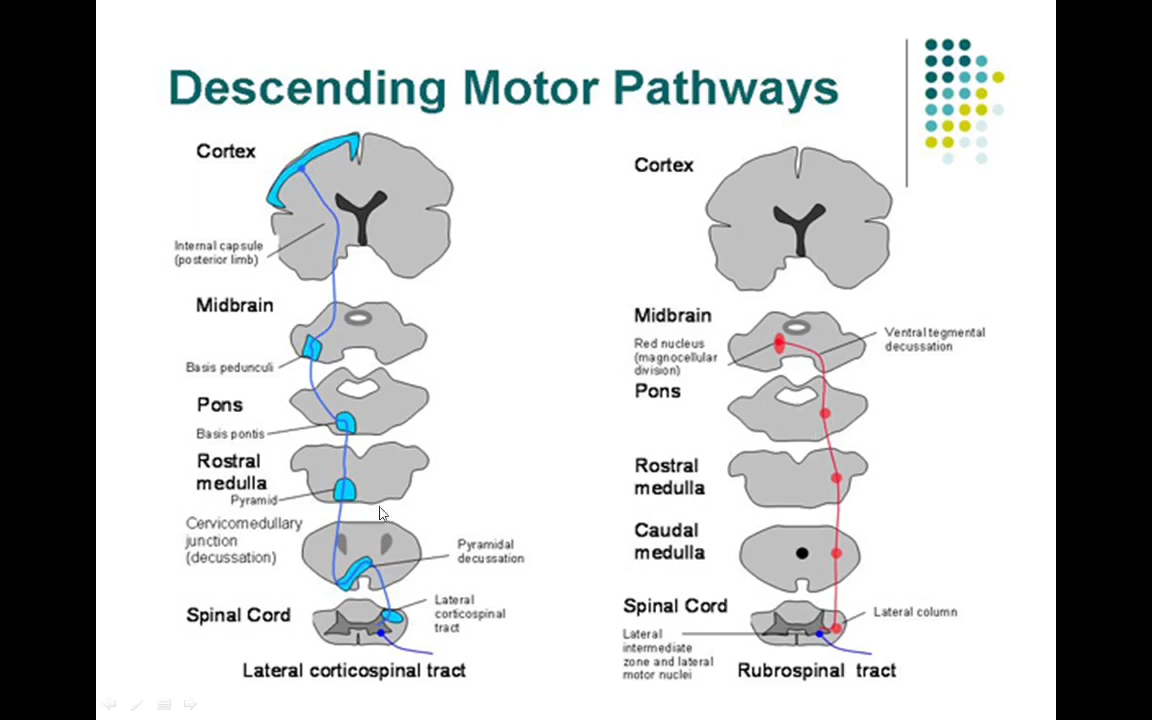 Descending Motor Pathways
Cortex
Internal capsule
(posterior limb)
Midbrain
Basis pedunculi
Pons
Basis pontis
Rostral
medulla
Pyramid
Cervicomedullary
junction
(decussation)
Pyramidal
decussation
Spinal Cord
Lateral
corticospinal
tract
Lateral corticospinal tract
Cortex
Midbrain
Red nucleus
(magnocellular
division)
Ventral tegmental
decussation
Pons
Rostral
medulla
Caudal
medulla
Spinal Cord
Lateral column
Lateral
intermediate
zone and lateral
motor nuclei
Rubrospinal tract